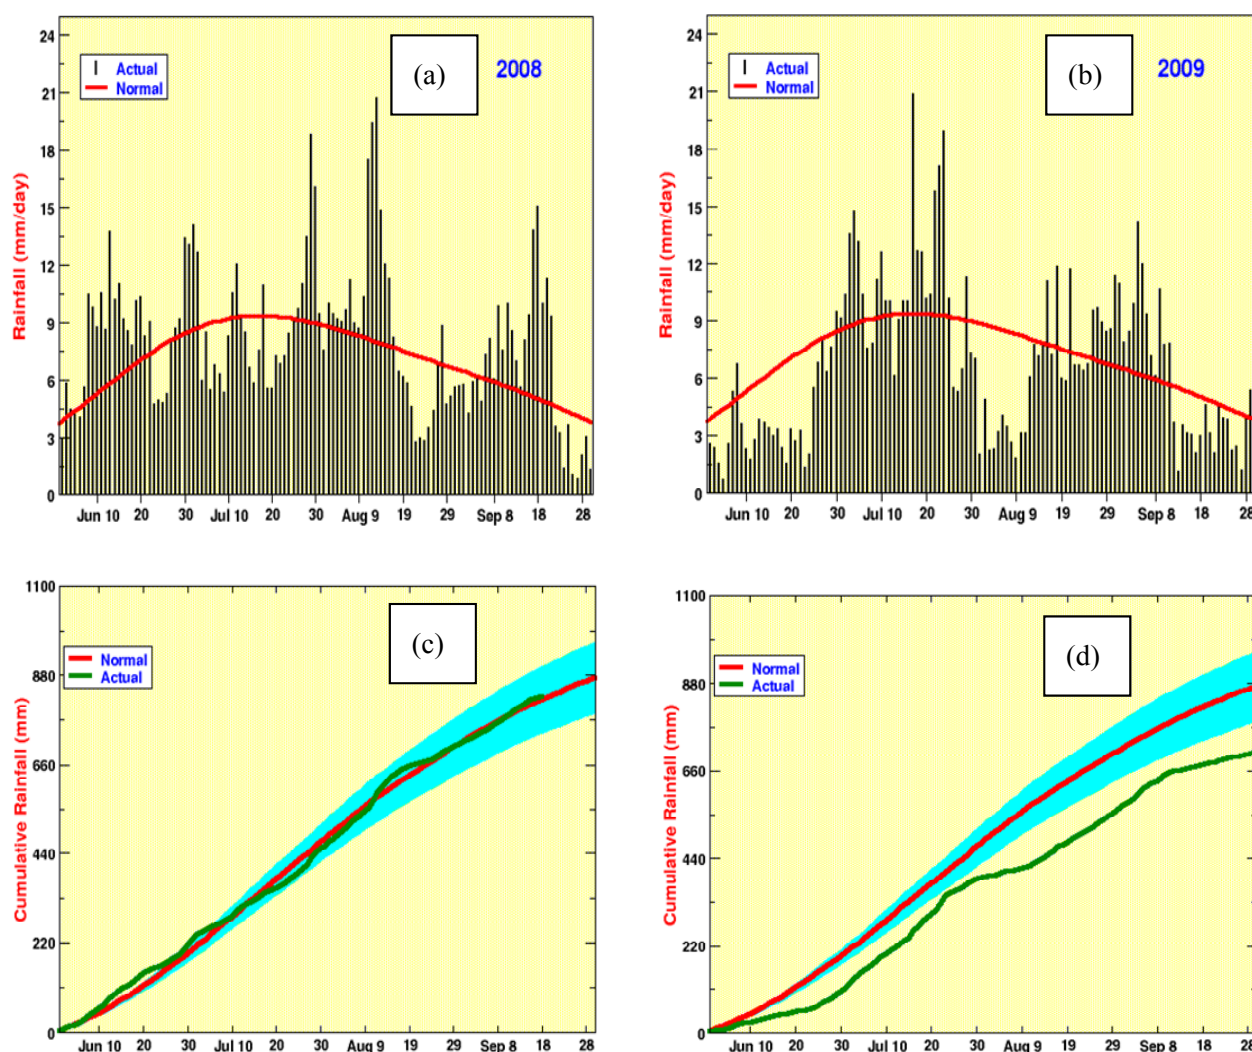 24
21
18
15
12
9
6
3
0
Rainfall (mm/day)
Actual
Normal
(a)
2008
Jun 10 20 30 Jul 10 20 30 Aug 9 19 29 Sep 8 18 28
24
21
18
15
12
9
6
3
0
Rainfall (mm/day)
Actual
Normal
(b)
2009
Jun 10 20 30 Jul 10 20 30 Aug 9 19 29 Sep 8 18 28
1100
880
660
440
220
0
Cumulative Rainfall (mm)
Normal
Actual
(c)
Jun 10 20 30 Jul 10 20 30 Aug 9 19 29 Sep 8 18 28
1100
880
660
440
220
0
Cumulative Rainfall (mm)
Normal
Actual
(d)
Jun 10 20 30 Jul 10 20 30 Aug 9 19 29 Sep 8 18 28